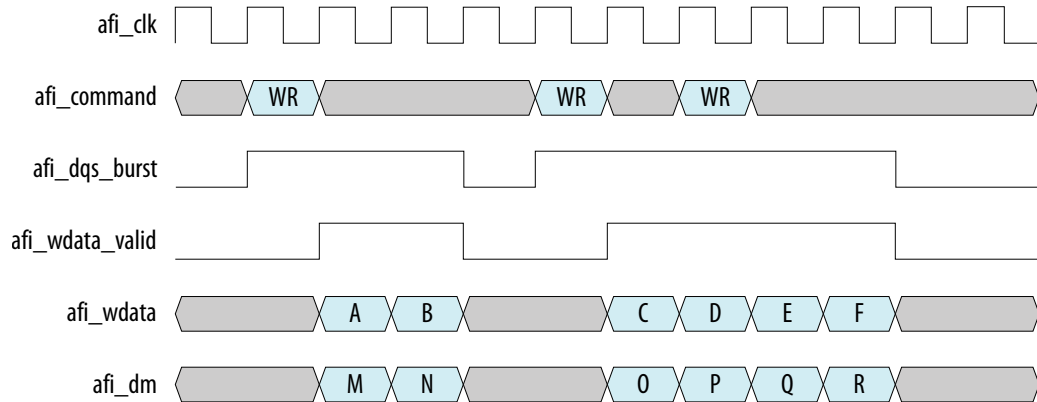 afi_clk
afi_command WR WR WR
afi_dqs_burst
afi_wdata_valid
afi_wdata A B C D E F
afi_dm M N O P Q R